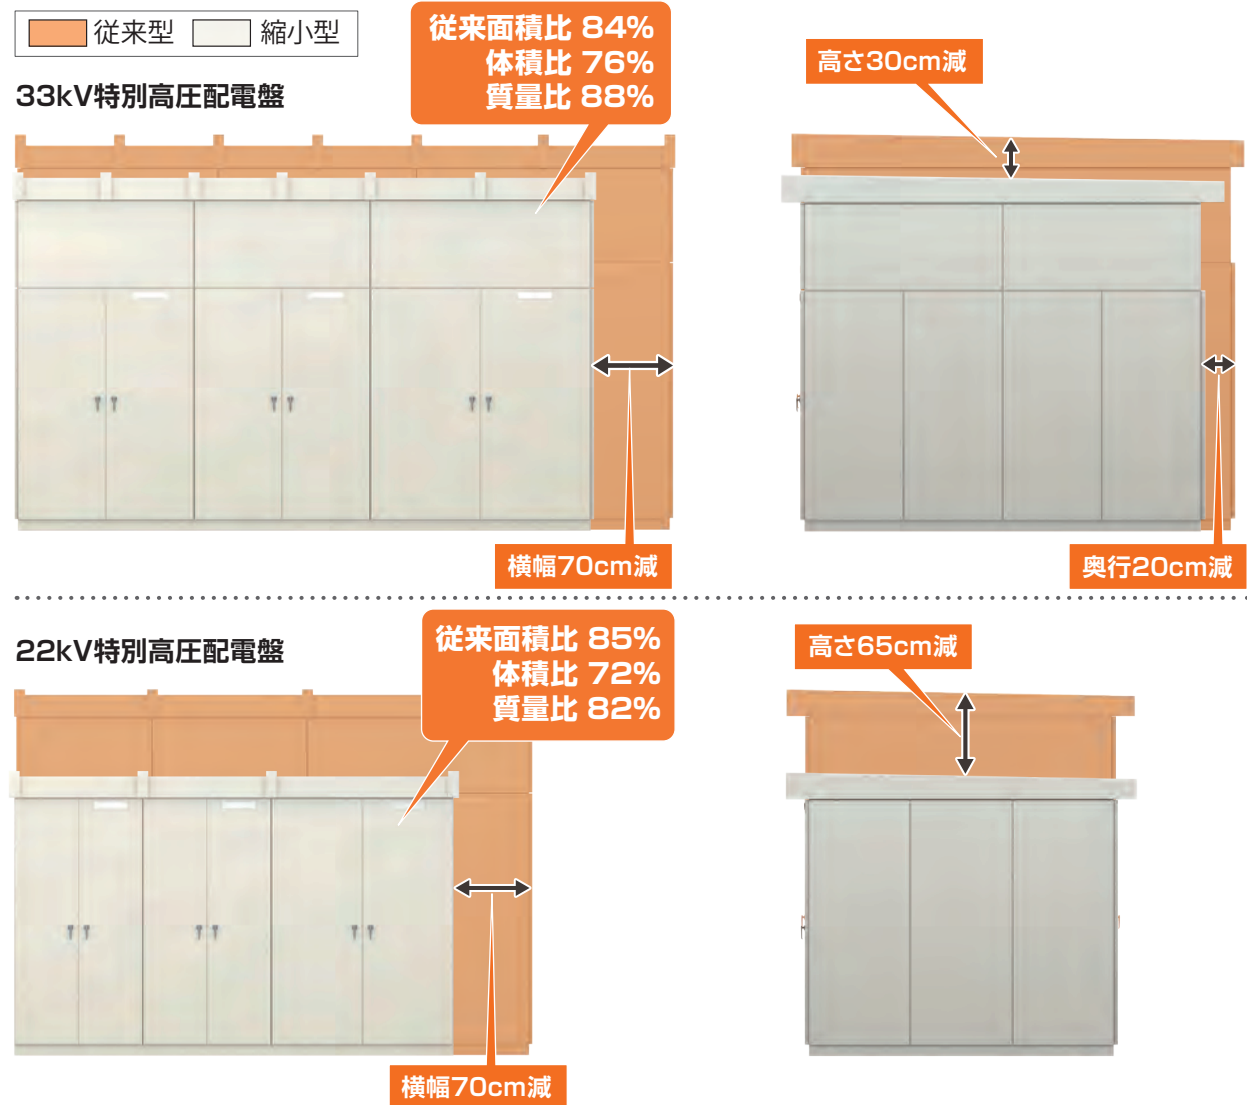 従来型 縮小型
33kV特別高圧配電盤
従来面積比 84%
体積比 76%
質量比 88%
高さ30cm減
横幅70cm減
奥行20cm減
22kV特別高圧配電盤
従来面積比 85%
体積比 72%
質量比 82%
高さ65cm減
横幅70cm減